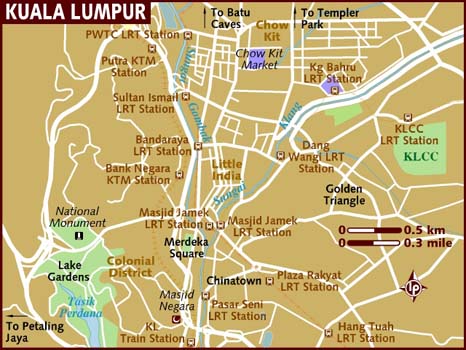 KUALA LUMPUR
To Batu
Caves
To Templer
Park
Chow
Kit
PWTC LRT Station
Putra KTM
Station
Chow Kit
Market
Kg Bahru
LRT Station
Sultan Ismail
LRT Station
Sungai
Gombak
Klang
Bandaraya
LRT Station
Dang
Wangi LRT
Station
KLCC
LRT Station
KLCC
Little
India
Bank Negara
KTM Station
Golden
Triangle
Sungai
National
Monument
Masjid Jamek
LRT Station
Masjid Jamek
LRT Station
Merdeka
Square
0
0.5 km
0
0.3 mile
Lake
Gardens
Colonial
District
Chinatown
Plaza Rakyat
LRT Station
lp
Tasik
Perdana
Masjid
Negara
Pasar Seni
LRT Station
To Petaling
Jaya
KL
Train Station
Hang Tuah
LRT Station